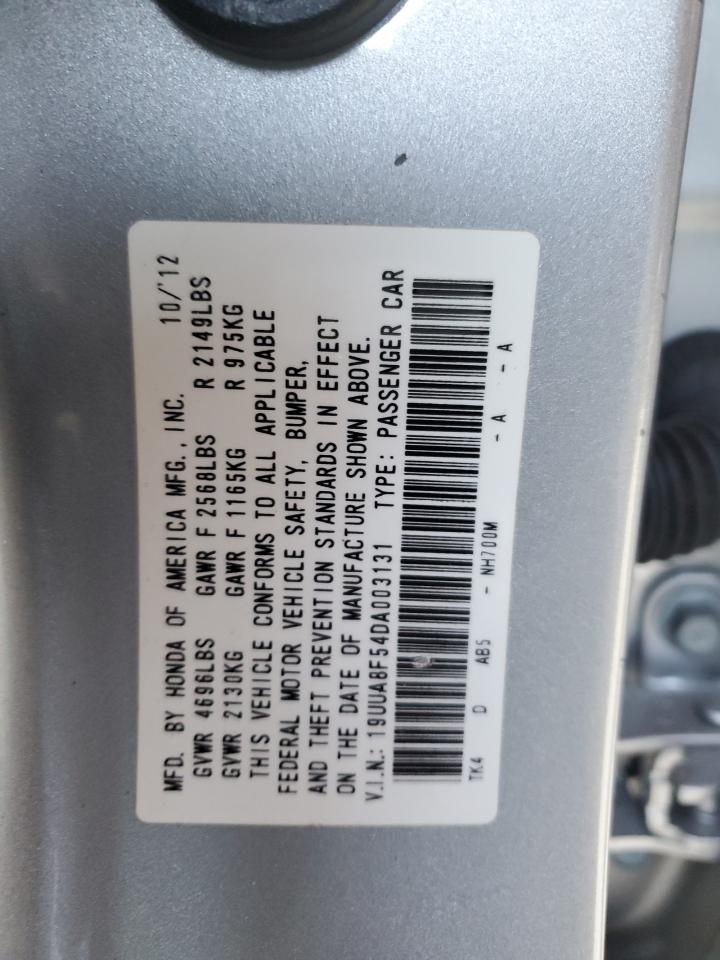 MFD. BY HONDA OF AMERICA MFG., INC. 10/'12
GVWR 4696LBS GAWR F 2568LBS R 2149LBS
GVWR 2130KG GAWR F 1165KG R 975KG
THIS VEHICLE CONFORMS TO ALL APPLICABLE
FEDERAL MOTOR VEHICLE SAFETY, BUMPER,
AND THEFT PREVENTION STANDARDS IN EFFECT
ON THE DATE OF MANUFACTURE SHOWN ABOVE.
V.I.N.: 19UUA8F54DA003131 TYPE: PASSENGER CAR
TK4 D AB5 - NH700M - A - A